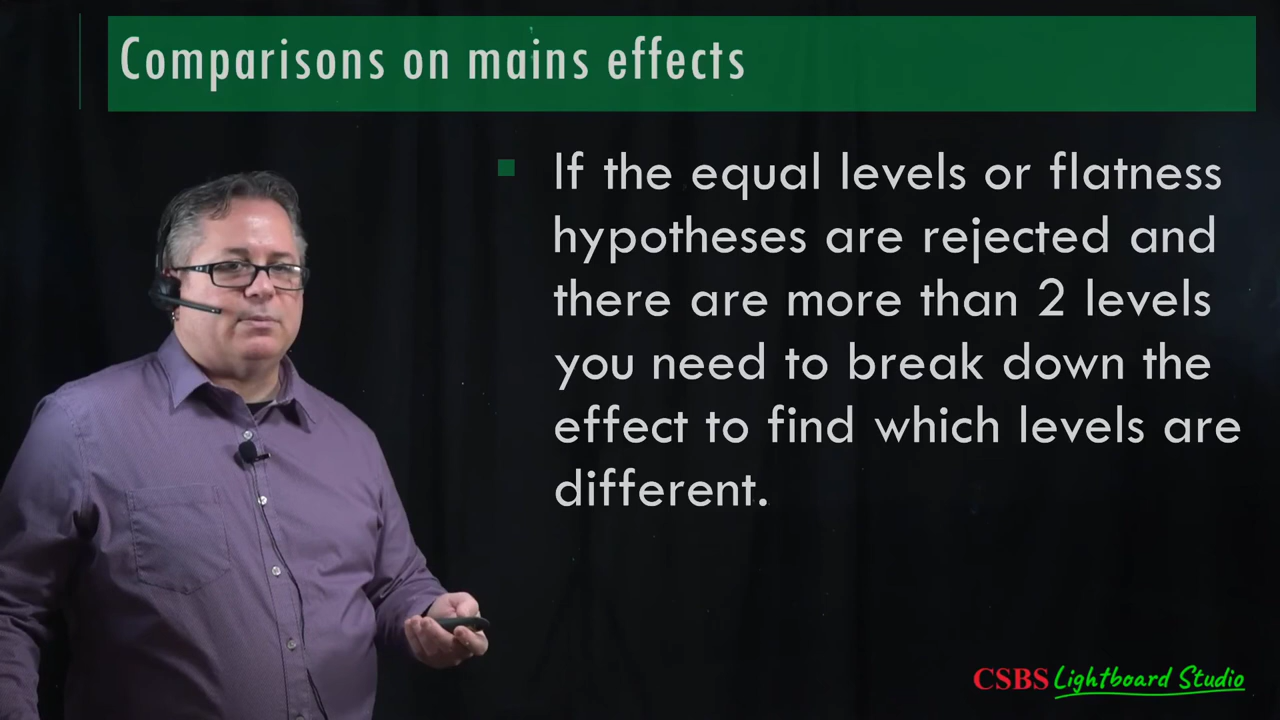 Comparisons on mains effects
If the equal levels or flatness
hypotheses are rejected and
there are more than 2 levels
you need to break down the
effect to find which levels are
different.
CSBS Lightboard Studio